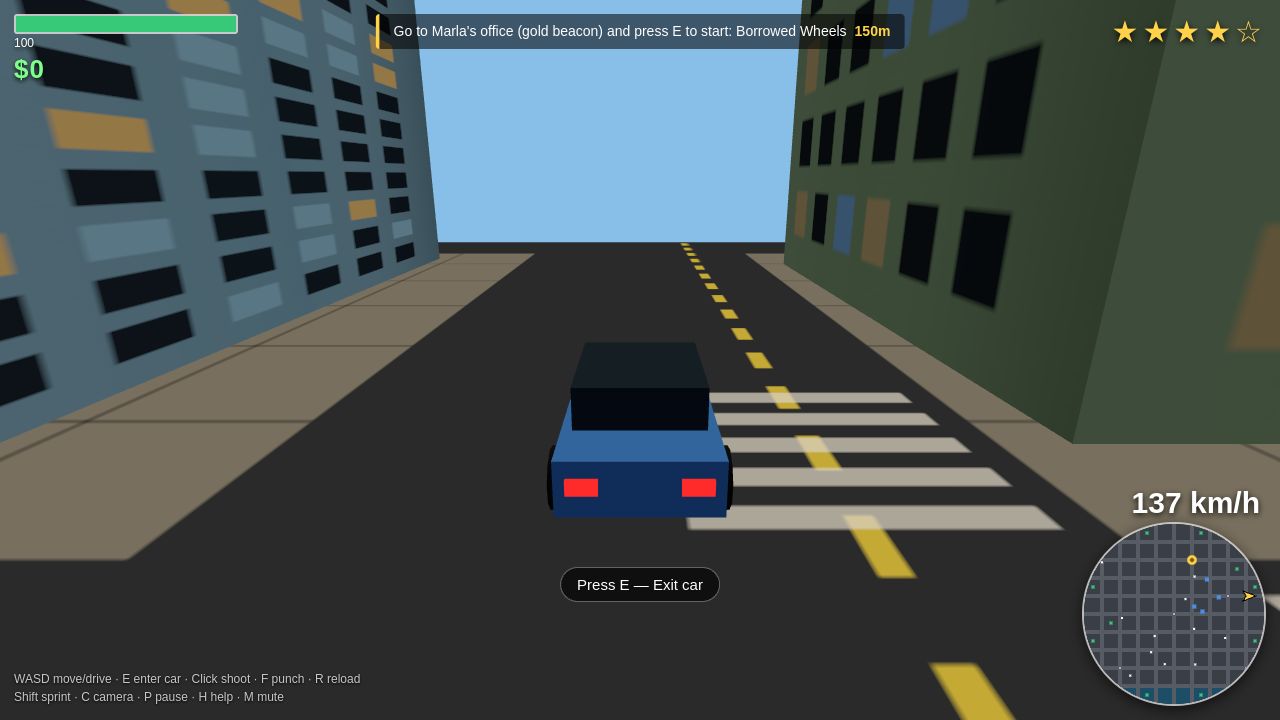 100
$0
Go to Marla's office (gold beacon) and press E to start: Borrowed Wheels 150m
★★★★☆
137 km/h
Press E — Exit car
WASD move/drive · E enter car · Click shoot · F punch · R reload
Shift sprint · C camera · P pause · H help · M mute